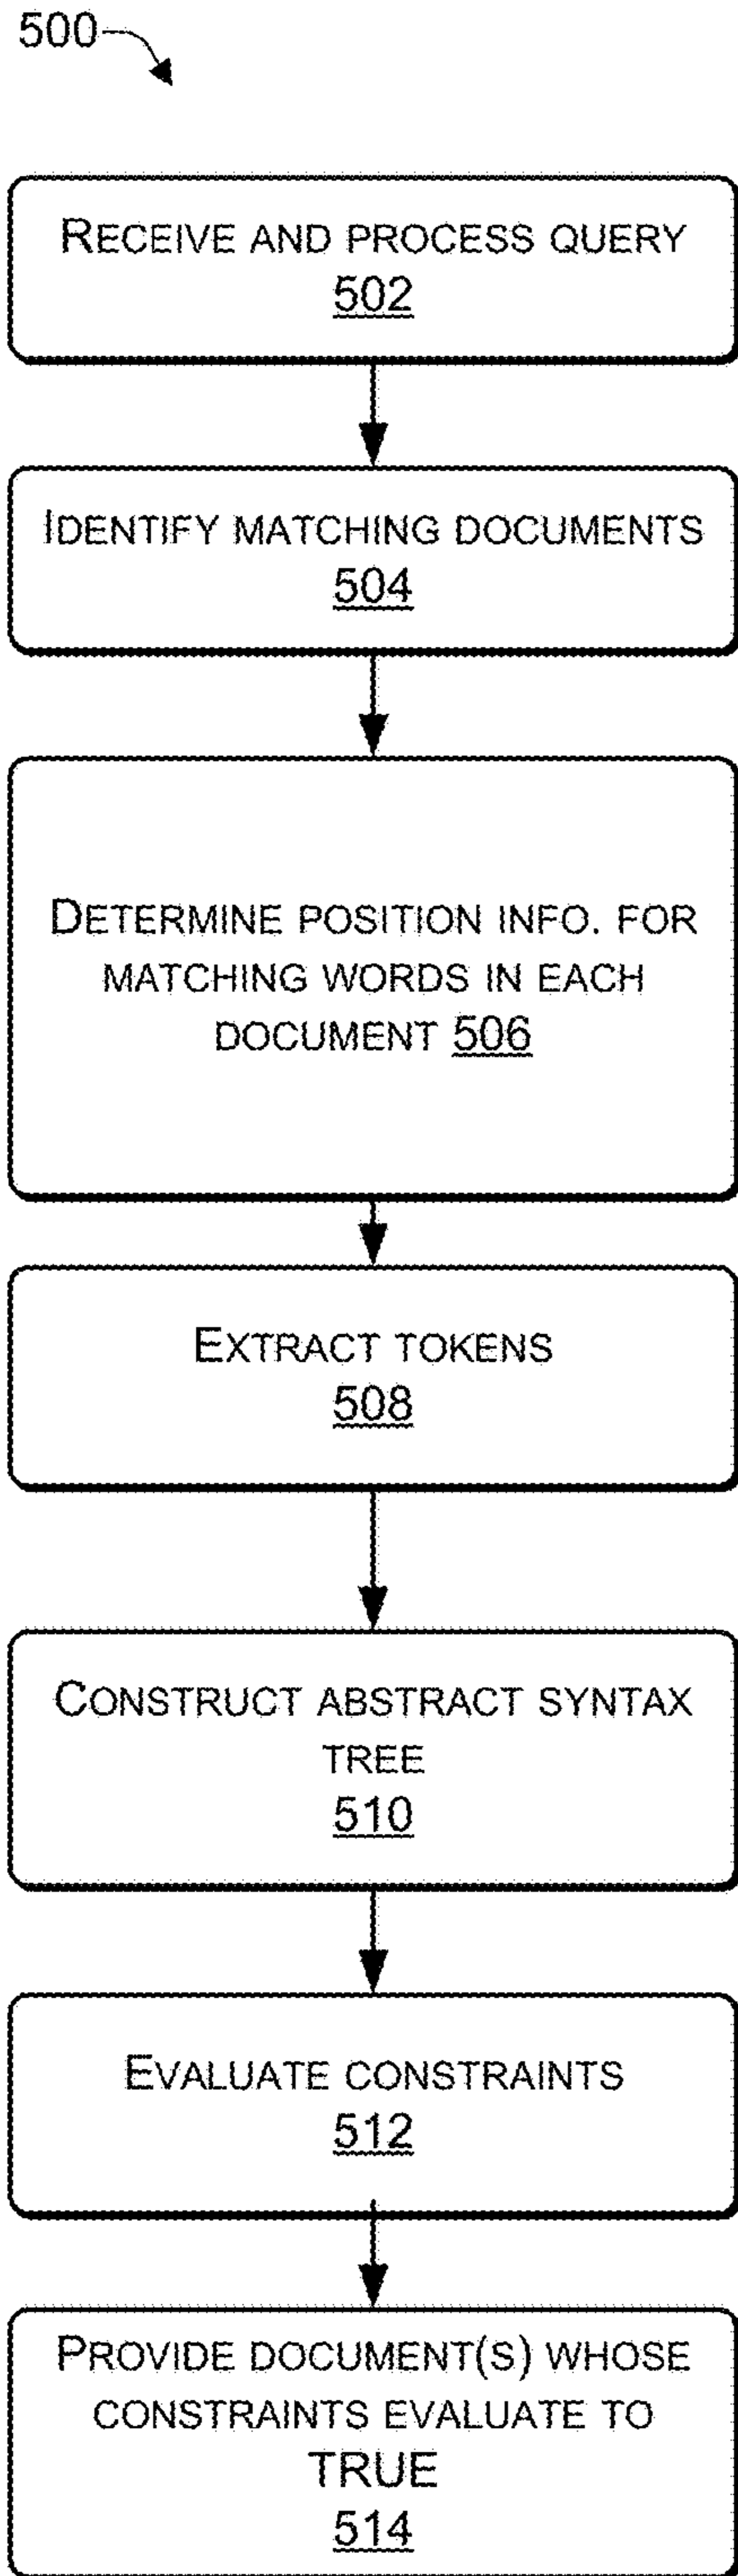 500
RECEIVE AND PROCESS QUERY
502
IDENTIFY MATCHING DOCUMENTS
504
DETERMINE POSITION INFO. FOR
MATCHING WORDS IN EACH
DOCUMENT 506
EXTRACT TOKENS
508
CONSTRUCT ABSTRACT SYNTAX
TREE
510
EVALUATE CONSTRAINTS
512
PROVIDE DOCUMENT(S) WHOSE
CONSTRAINTS EVALUATE TO
TRUE
514